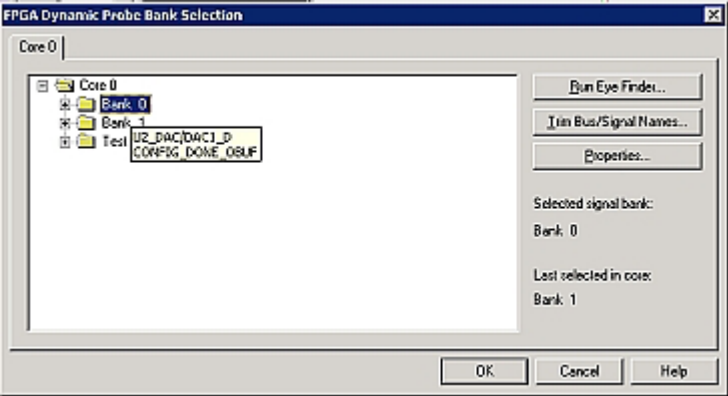 FPGA Dynamic Probe Bank Selection
Core 0
Core 0
Bank 0
Bank 1
Test
U2_DAC/DAC1_D
CONFIG_DONE_OBUF
Run Eye Finder...
Trim Bus/Signal Names...
Properties...
Selected signal bank:
Bank 0
Last selected in core:
Bank 1
OK
Cancel
Help